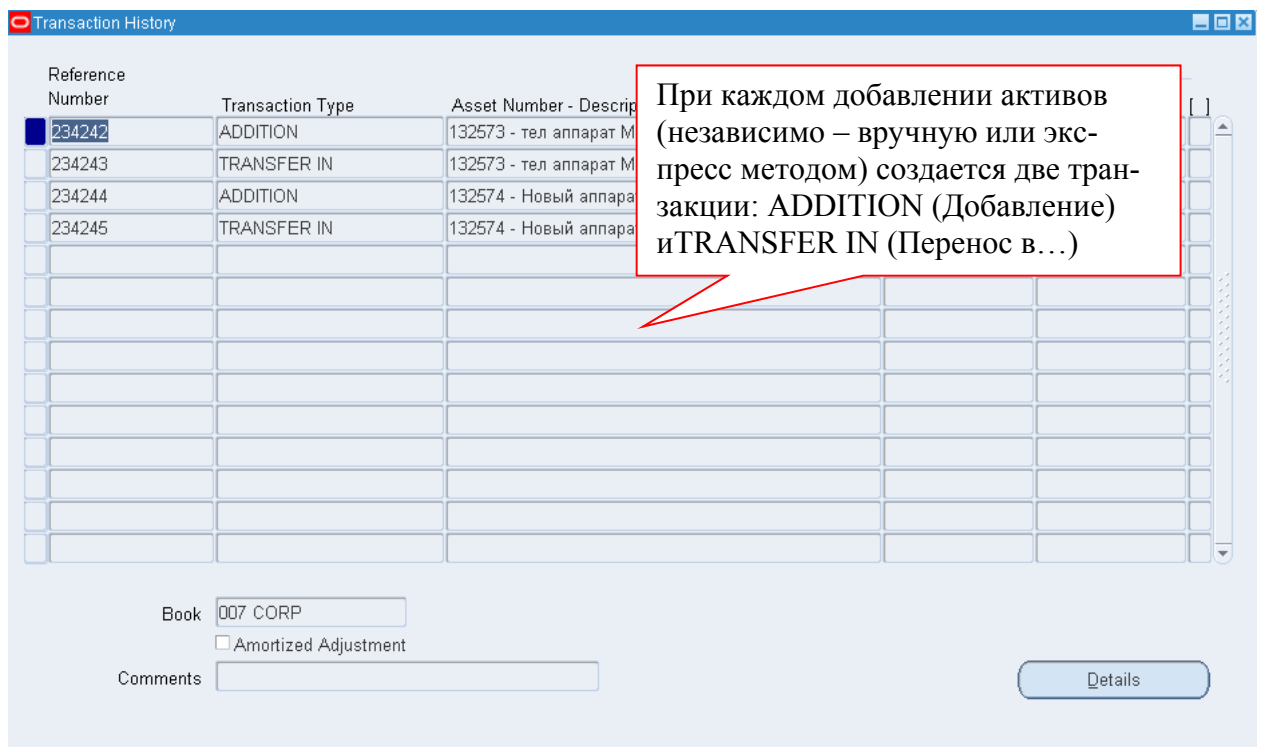 Transaction History
Reference
Number
Transaction Type
Asset Number - Descrip
[ ]
При каждом добавлении активов
(независимо – вручную или экс-
пресс методом) создается две тран-
закции: ADDITION (Добавление)
иTRANSFER IN (Перенос в…)
234242 ADDITION 132573 - тел аппарат М
234243 TRANSFER IN 132573 - тел аппарат М
234244 ADDITION 132574 - Новый аппара
234245 TRANSFER IN 132574 - Новый аппара
Book 007 CORP
Amortized Adjustment
Comments
Details